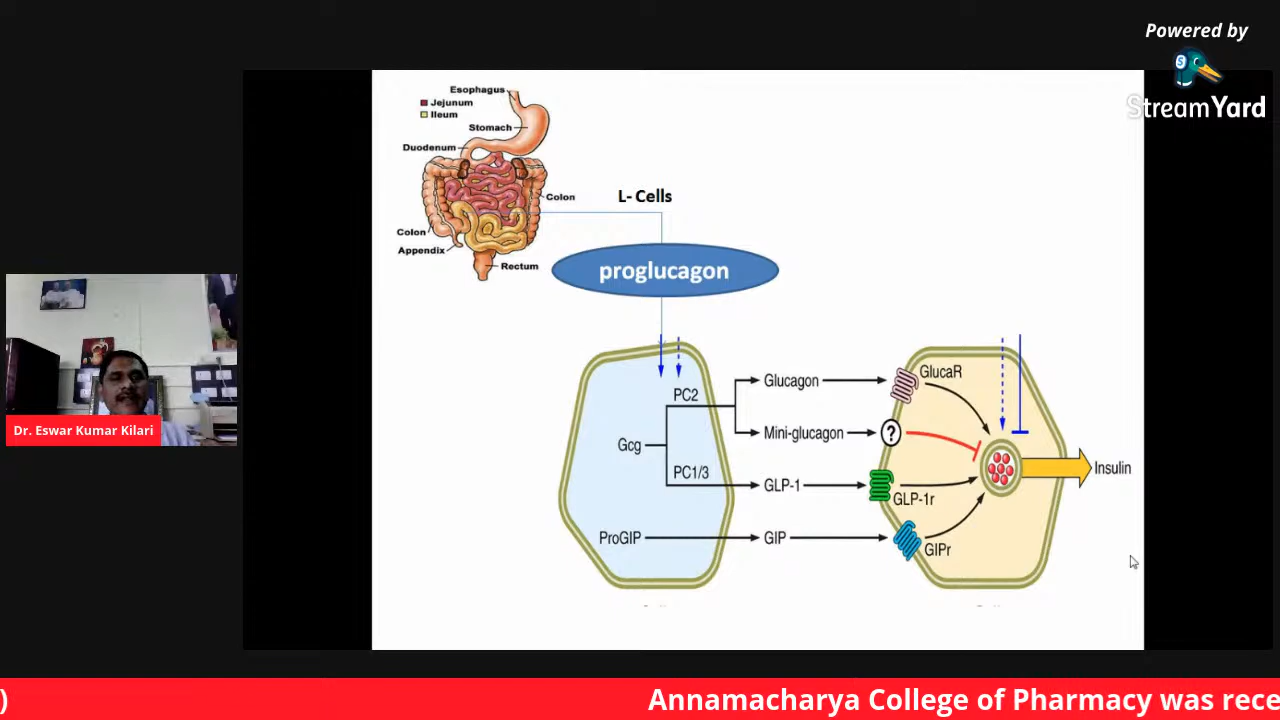 Powered by
StreamYard
Esophagus
Jejunum
Ileum
Stomach
Duodenum
Colon
L- Cells
Colon
Appendix
Rectum
proglucagon
GlucaR
Glucagon
PC2
Mini-glucagon
?
Gcg
Insulin
PC1/3
GLP-1
GLP-1r
ProGIP
GIP
GIPr
Dr. Eswar Kumar Kilari
) Annamacharya College of Pharmacy was rece